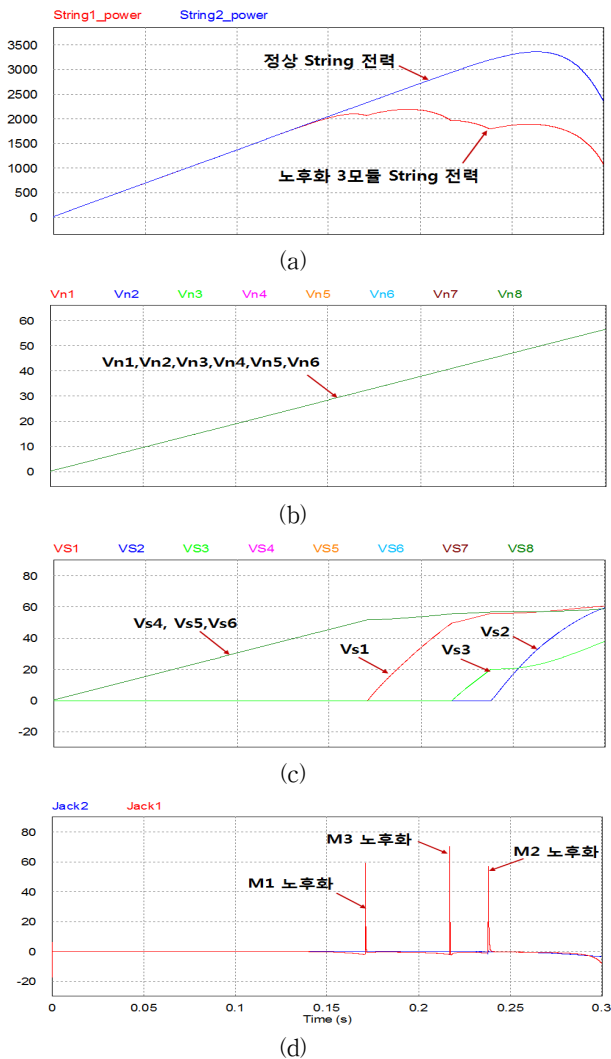 String1_power String2_power
3500
3000
2500
2000
1500
1000
500
0
정상 String 전력
노후화 3모듈 String 전력
(a)
Vn1 Vn2 Vn3 Vn4 Vn5 Vn6 Vn7 Vn8
60
50
40
30
20
10
0
Vn1,Vn2,Vn3,Vn4,Vn5,Vn6
(b)
VS1 VS2 VS3 VS4 VS5 VS6 VS7 VS8
80
60
40
20
0
-20
Vs4, Vs5,Vs6
Vs1
Vs3
Vs2
(c)
Jack2 Jack1
80
60
40
20
0
-20
M1 노후화
M3 노후화
M2 노후화
0 0.05 0.1 0.15 0.2 0.25 0.3
Time (s)
(d)